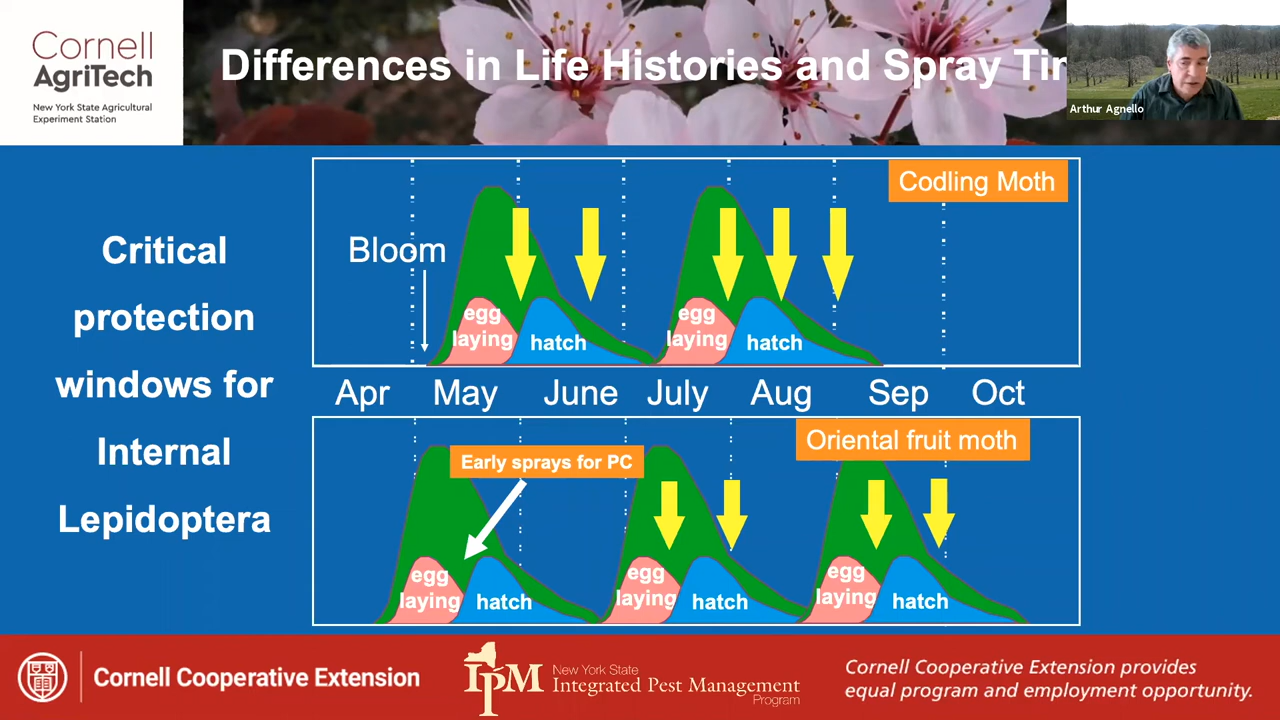 Cornell
AgriTech
New York State Agricultural
Experiment Station
Differences in Life Histories and Spray
Arthur Agnello
Critical
protection
windows for
Internal
Lepidoptera
Codling Moth
Bloom
egg
laying
hatch
egg
laying
hatch
Apr May June July Aug Sep Oct
Oriental fruit moth
Early sprays for PC
egg
laying
hatch
egg
laying
hatch
egg
laying
hatch
Cornell Cooperative Extension
IPM
New York State
Integrated Pest Management
Program
Cornell Cooperative Extension provides
equal program and employment opportunity.